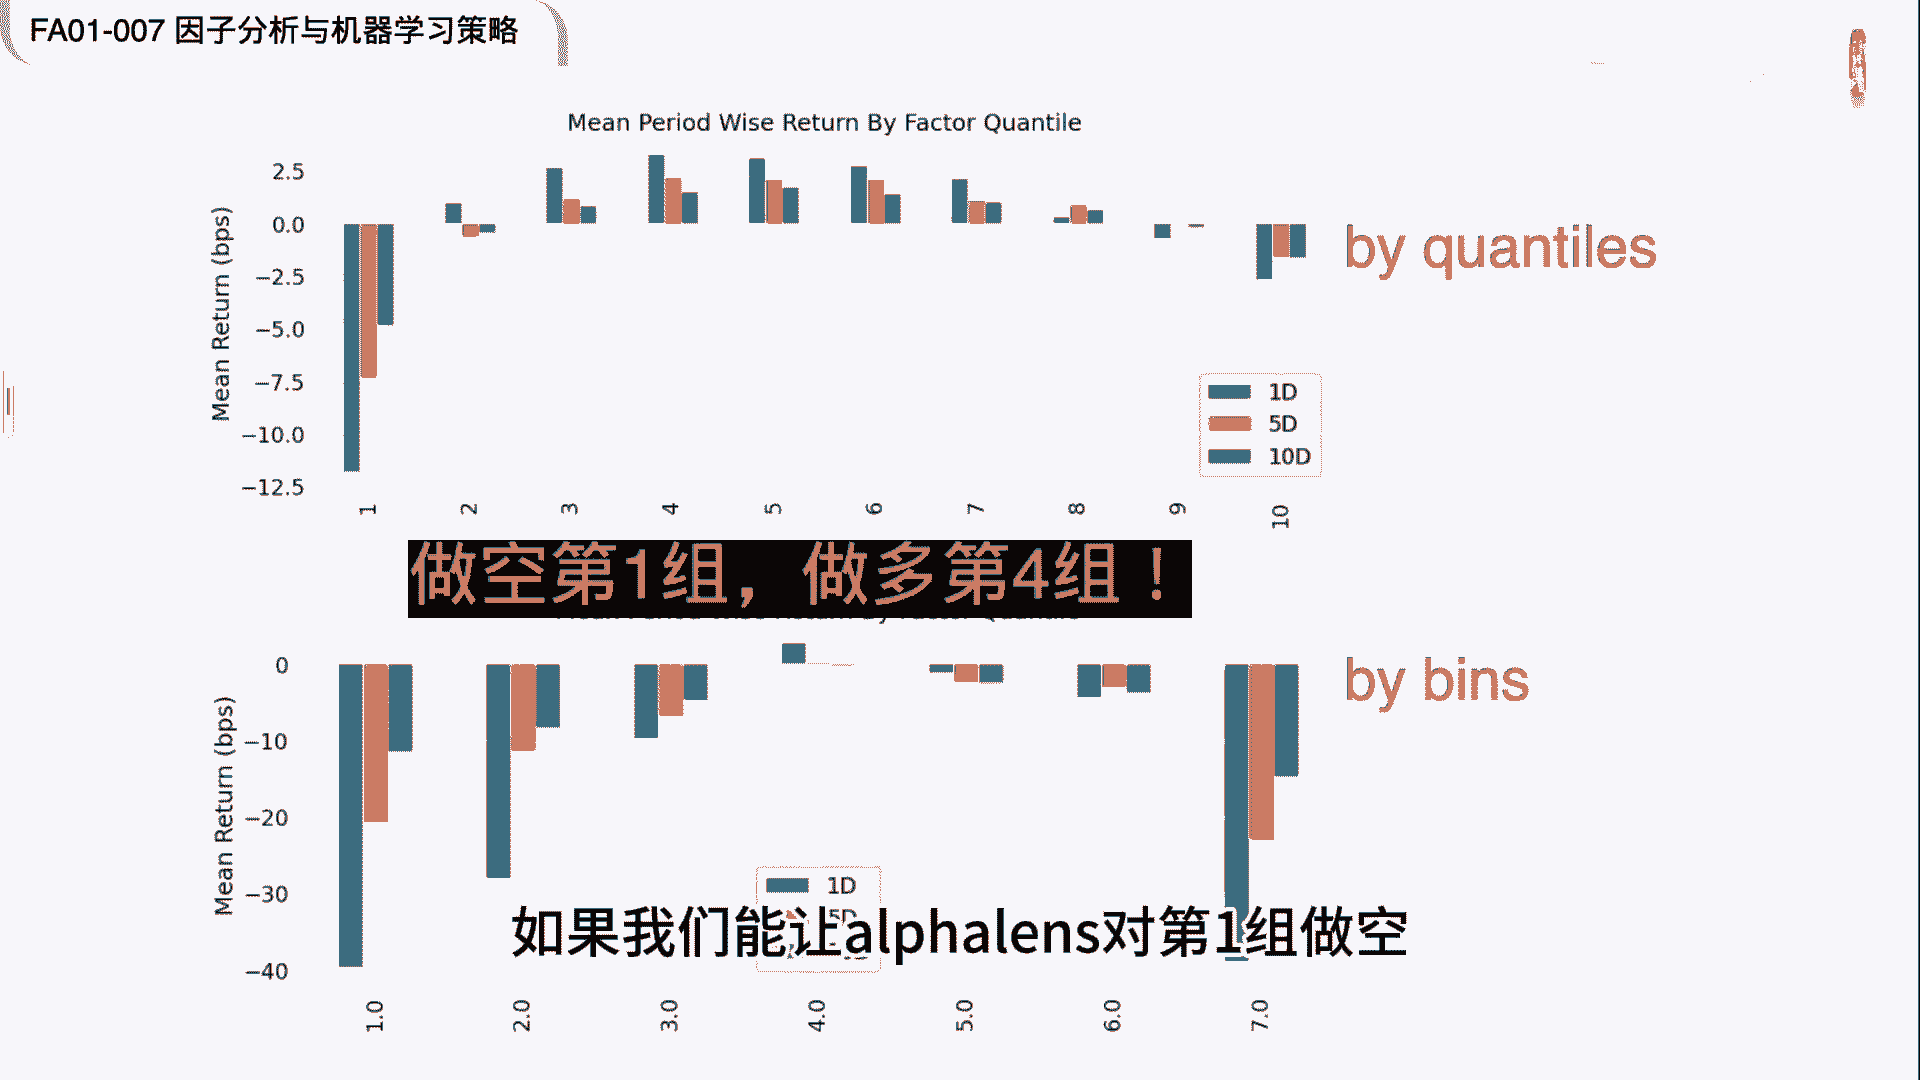 FA01-007 因子分析与机器学习策略
Mean Period Wise Return By Factor Quantile
Mean Return (bps)
2.5
0.0
−2.5
−5.0
−7.5
−10.0
−12.5
1 2 3 4 5 6 7 8 9 10
1D
5D
10D
by quantiles
做空第1组，做多第4组！
Mean Return (bps)
0
−10
−20
−30
−40
1.0 2.0 3.0 4.0 5.0 6.0 7.0
1D
5D
by bins
如果我们能让alphalens对第1组做空